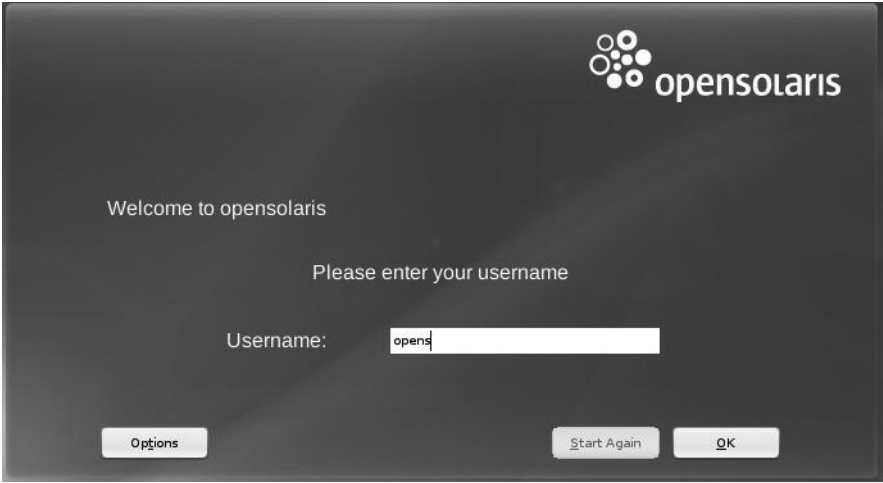 opensolaris
Welcome to opensolaris
Please enter your username
Username: opens
Options Start Again OK